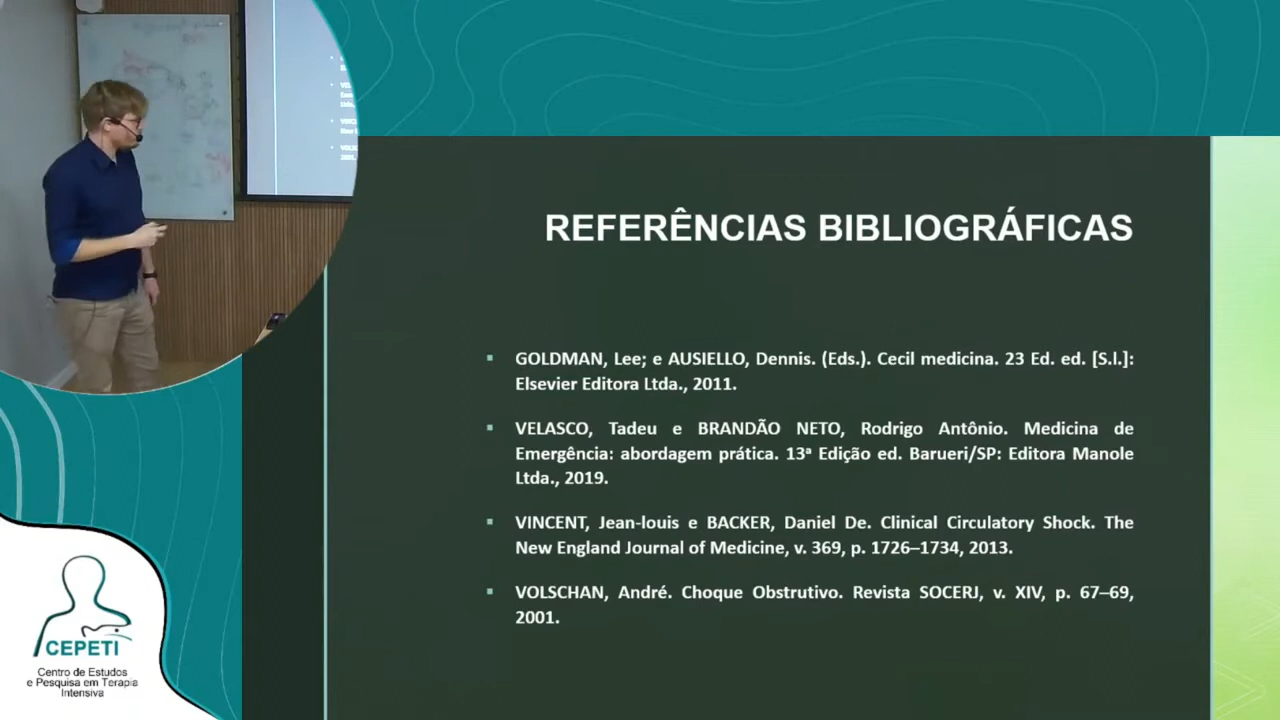 REFERÊNCIAS BIBLIOGRÁFICAS
▪ GOLDMAN, Lee; e AUSIELLO, Dennis. (Eds.). Cecil medicina. 23 Ed. ed. [S.l.]:
Elsevier Editora Ltda., 2011.
▪ VELASCO, Tadeu e BRANDÃO NETO, Rodrigo Antônio. Medicina de
Emergência: abordagem prática. 13ª Edição ed. Barueri/SP: Editora Manole
Ltda., 2019.
▪ VINCENT, Jean-louis e BACKER, Daniel De. Clinical Circulatory Shock. The
New England Journal of Medicine, v. 369, p. 1726–1734, 2013.
▪ VOLSCHAN, André. Choque Obstrutivo. Revista SOCERJ, v. XIV, p. 67–69,
2001.
CEPETI
Centro de Estudos
e Pesquisa em Terapia
Intensiva